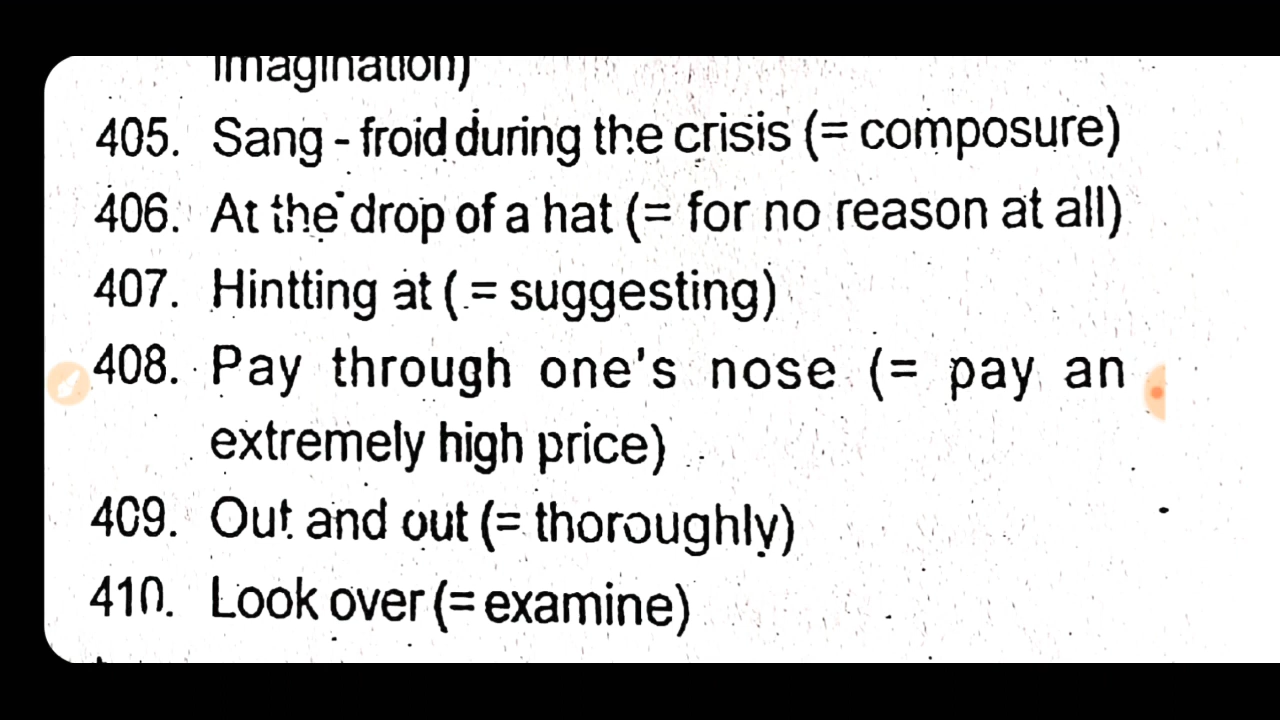 imagination)
405. Sang - froid during the crisis (= composure)
406. At the drop of a hat (= for no reason at all)
407. Hintting at ( = suggesting)
408. Pay through one's nose (= pay an
extremely high price)
409. Out and out (= thoroughly)
410. Look over (= examine)